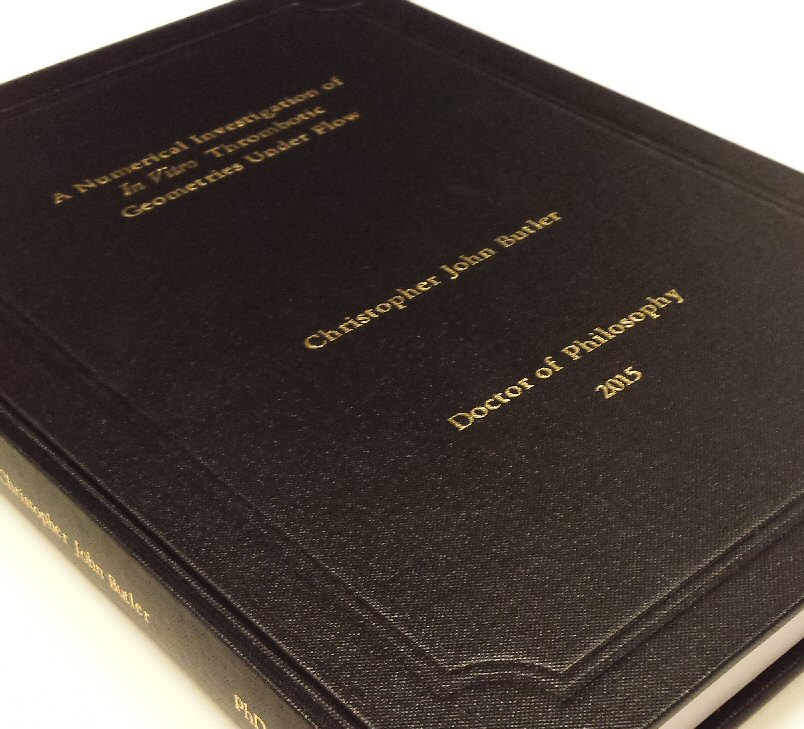 A Numerical Investigation of
In Vivo Thrombotic
Geometries Under Flow
Christopher John Butler
Doctor of Philosophy
2015
Christopher John Butler
PhD